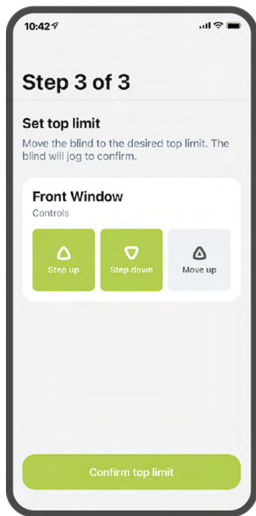 10:42
Step 3 of 3
Set top limit
Move the blind to the desired top limit. The
blind will jog to confirm.
Front Window
Controls
Step up Step down Move up
Confirm top limit